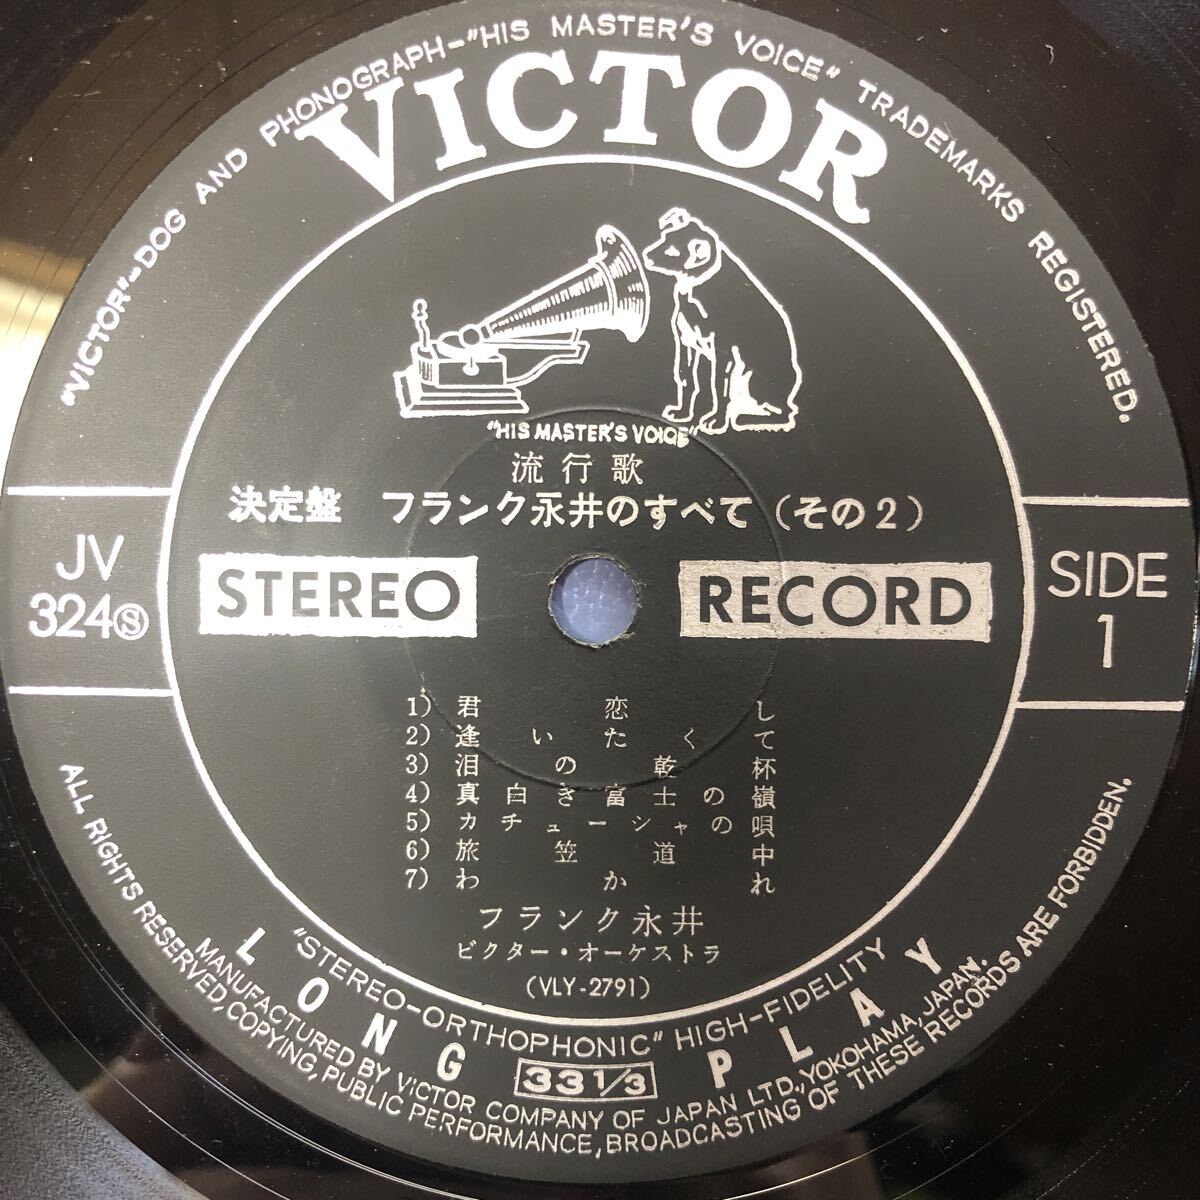 "VICTOR"-DOG AND PHONOGRAPH-"HIS MASTER'S VOICE" TRADEMARKS REGISTERED.
VICTOR
"HIS MASTER'S VOICE"
流行歌
決定盤 フランク永井のすべて（その2）
JV
324Ⓢ
STEREO RECORD
SIDE
1
1) 君恋し
2) 逢いたくて
3) 泪の乾杯
4) 真白き富士の嶺
5) カチューシャの唄
6) 旅笠道中
7) わかれ
フランク永井
ビクター・オーケストラ
(VLY-2791)
"STEREO-ORTHOPHONIC" HIGH-FIDELITY
LONG 33 1/3 PLAY
MANUFACTURED BY VICTOR COMPANY OF JAPAN LTD., YOKOHAMA, JAPAN.
ALL RIGHTS RESERVED, COPYING, PUBLIC PERFORMANCE, BROADCASTING OF THESE RECORDS ARE FORBIDDEN.